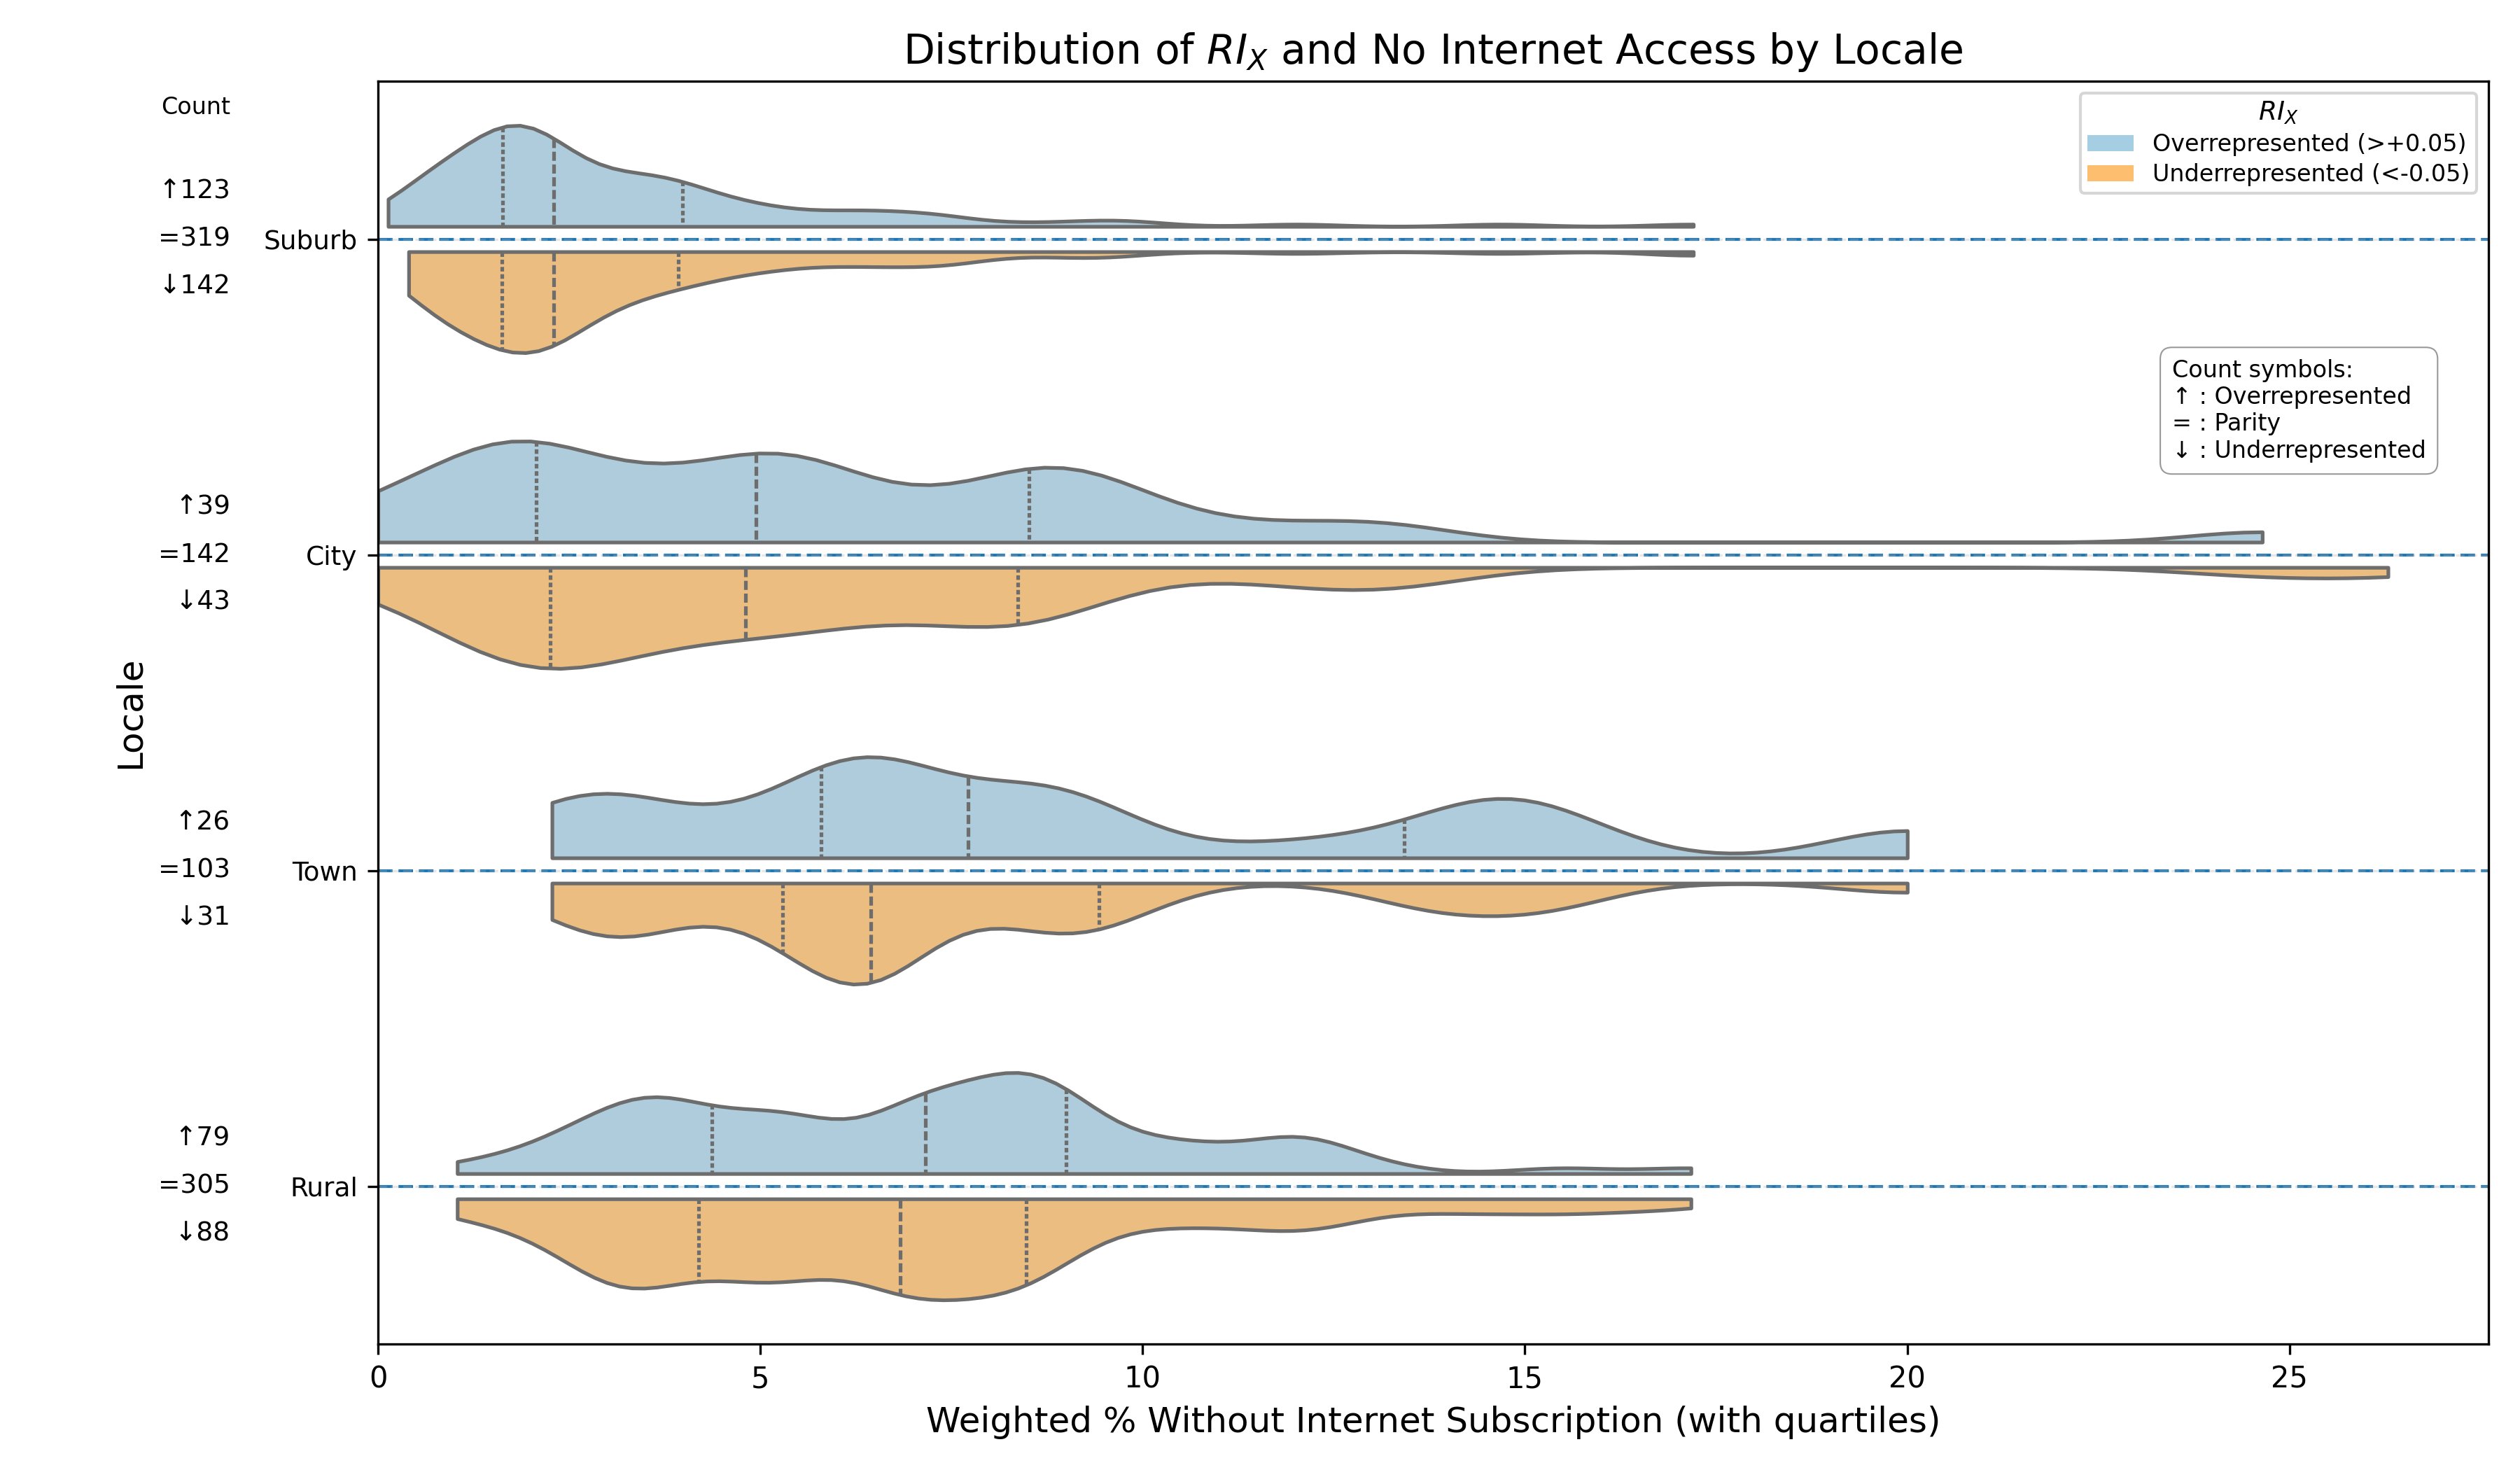 Distribution of RI_X and No Internet Access by Locale
Count
RI_X
Overrepresented (>+0.05)
Underrepresented (<-0.05)
↑123
=319
↓142
Suburb
Count symbols:
↑ : Overrepresented
= : Parity
↓ : Underrepresented
↑39
=142
↓43
City
Locale
↑26
=103
↓31
Town
↑79
=305
↓88
Rural
0 5 10 15 20 25
Weighted % Without Internet Subscription (with quartiles)